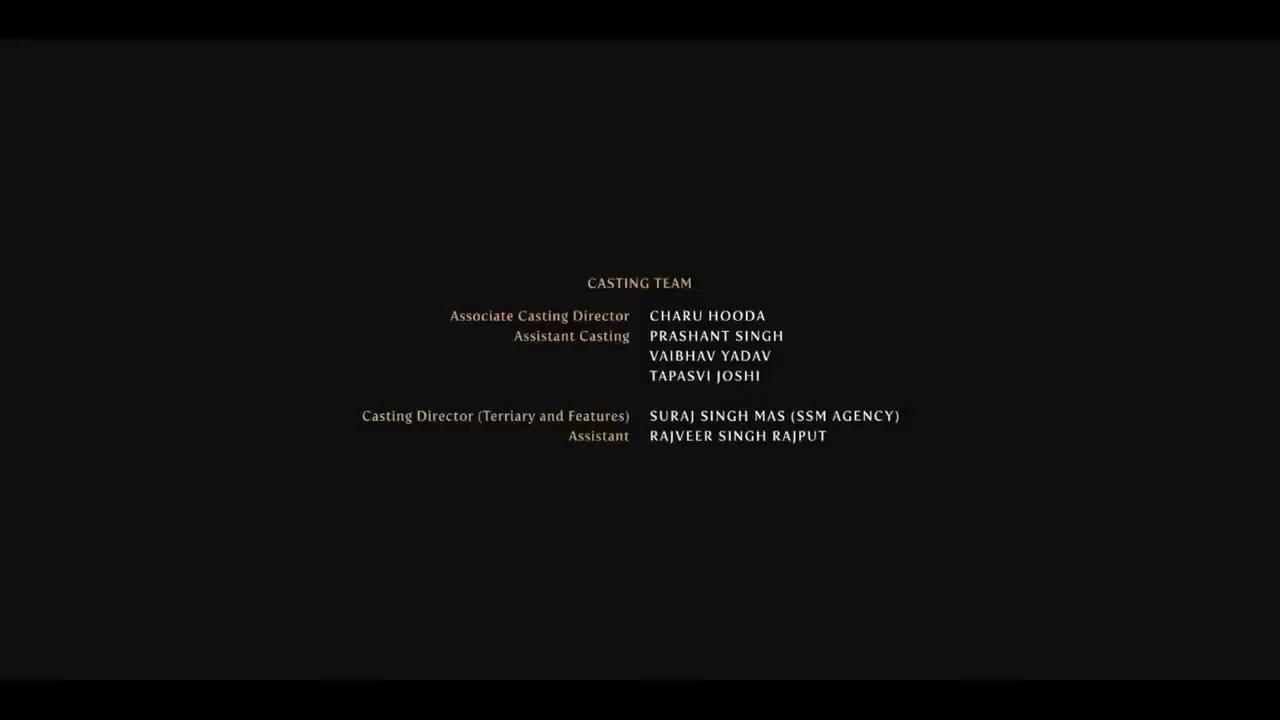 CASTING TEAM
Associate Casting Director CHARU HOODA
Assistant Casting PRASHANT SINGH
VAIBHAV YADAV
TAPASVI JOSHI
Casting Director (Terriary and Features) SURAJ SINGH MAS (SSM AGENCY)
Assistant RAJVEER SINGH RAJPUT